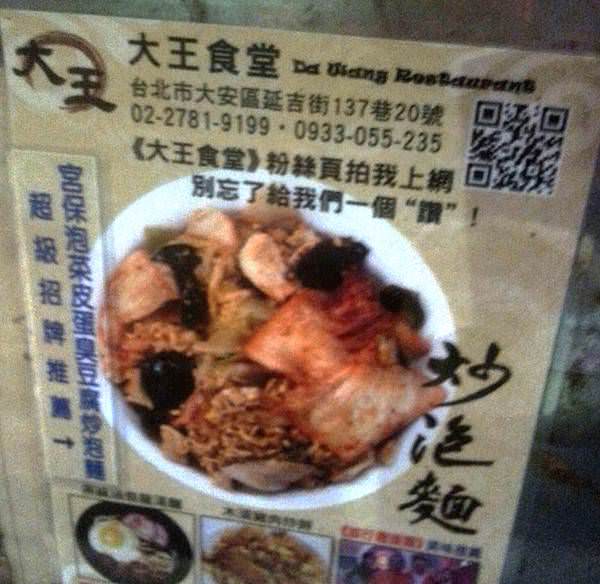 大王
大王食堂 Da Wang Restaurant
台北市大安區延吉街137巷20號
02-2781-9199・0933-055-235
《大王食堂》粉絲頁拍我上網
別忘了給我們一個“讚”！
宮保泡菜皮蛋臭豆腐炒泡麵
超級招牌推薦→
炒泡麵